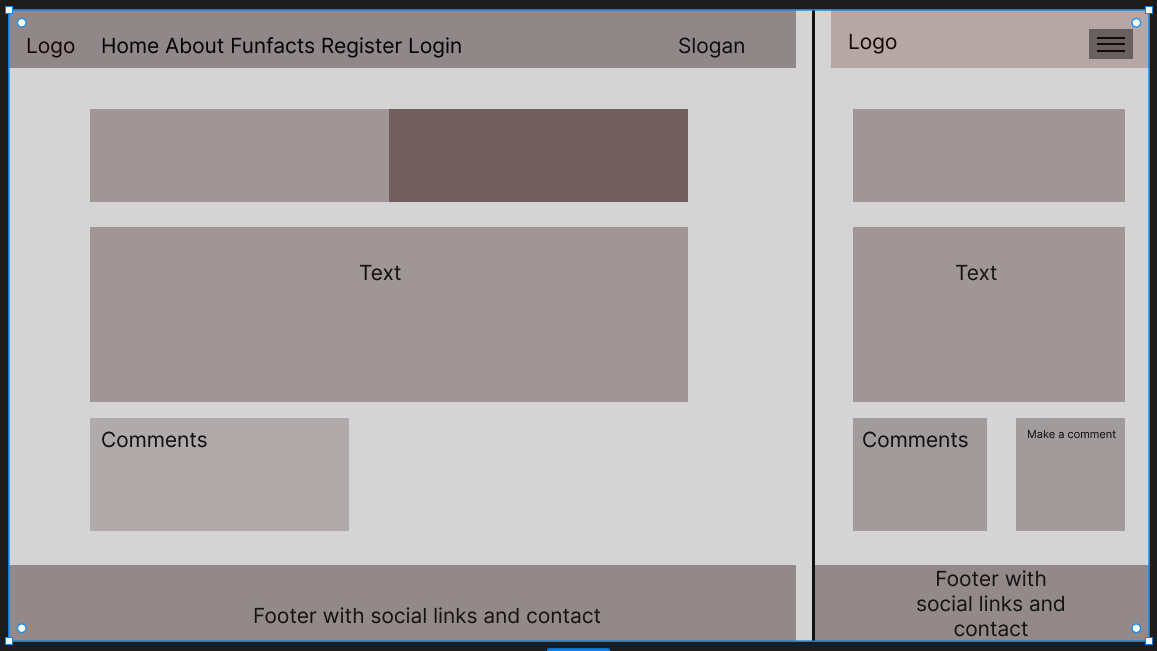 Logo Home About Funfacts Register Login Slogan
Text
Comments
Footer with social links and contact
Logo
Text
Comments
Make a comment
Footer with
social links and
contact